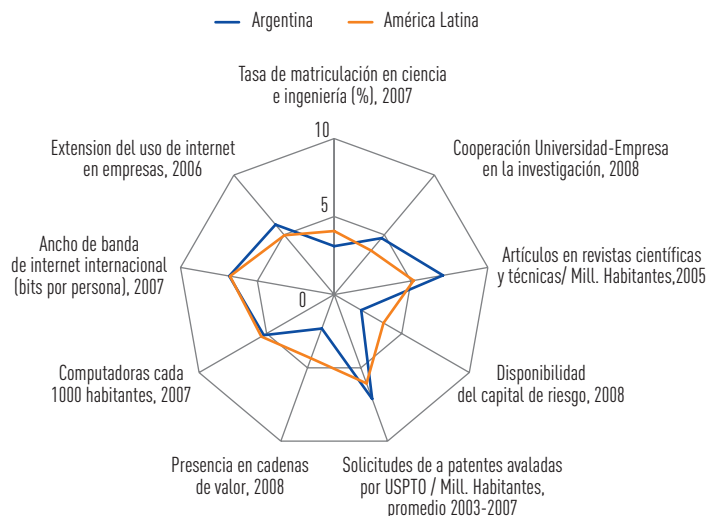 Argentina
América Latina
Tasa de matriculación en ciencia
e ingeniería (%), 2007
10
Extension del uso de internet
en empresas, 2006
Cooperación Universidad-Empresa
en la investigación, 2008
5
Ancho de banda
de internet internacional
(bits por persona), 2007
Artículos en revistas científicas
y técnicas/ Mill. Habitantes,2005
0
Computadoras cada
1000 habitantes, 2007
Disponibilidad
del capital de riesgo, 2008
Presencia en cadenas
de valor, 2008
Solicitudes de a patentes avaladas
por USPTO / Mill. Habitantes,
promedio 2003-2007